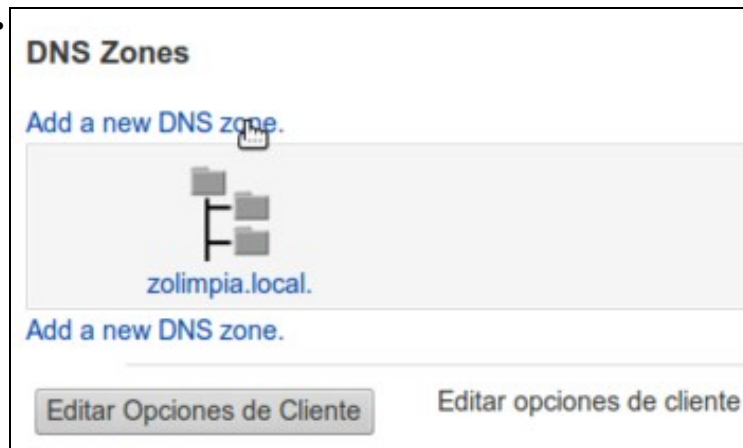 DNS Zones
Add a new DNS zone.
zolimpia.local.
Add a new DNS zone.
Editar Opciones de Cliente
Editar opciones de cliente